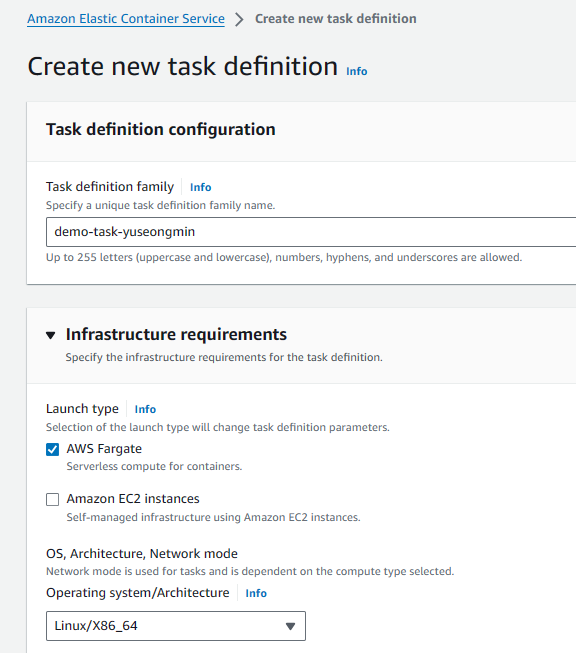 Amazon Elastic Container Service > Create new task definition
Create new task definition Info
Task definition configuration
Task definition family Info
Specify a unique task definition family name.
demo-task-yuseongmin
Up to 255 letters (uppercase and lowercase), numbers, hyphens, and underscores are allowed.
Infrastructure requirements
Specify the infrastructure requirements for the task definition.
Launch type Info
Selection of the launch type will change task definition parameters.
AWS Fargate
Serverless compute for containers.
Amazon EC2 instances
Self-managed infrastructure using Amazon EC2 instances.
OS, Architecture, Network mode
Network mode is used for tasks and is dependent on the compute type selected.
Operating system/Architecture Info
Linux/X86_64